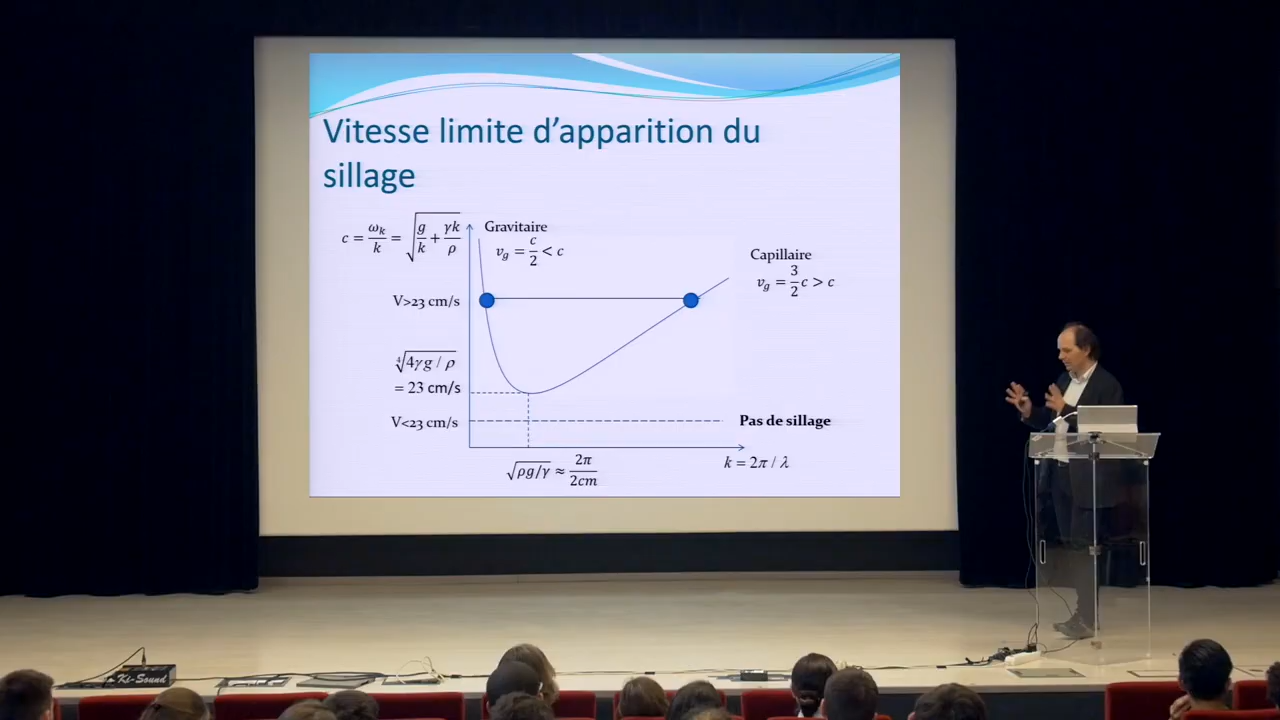 Vitesse limite d'apparition du
sillage
c = ω_k/k = √(g/k + γk/ρ)
Gravitaire
v_g = c/2 < c
Capillaire
v_g = 3/2 c > c
V>23 cm/s
∜4γg / ρ
= 23 cm/s
V<23 cm/s
Pas de sillage
√ρg/γ ≈ 2π/2cm
k = 2π / λ
Ki-Sound